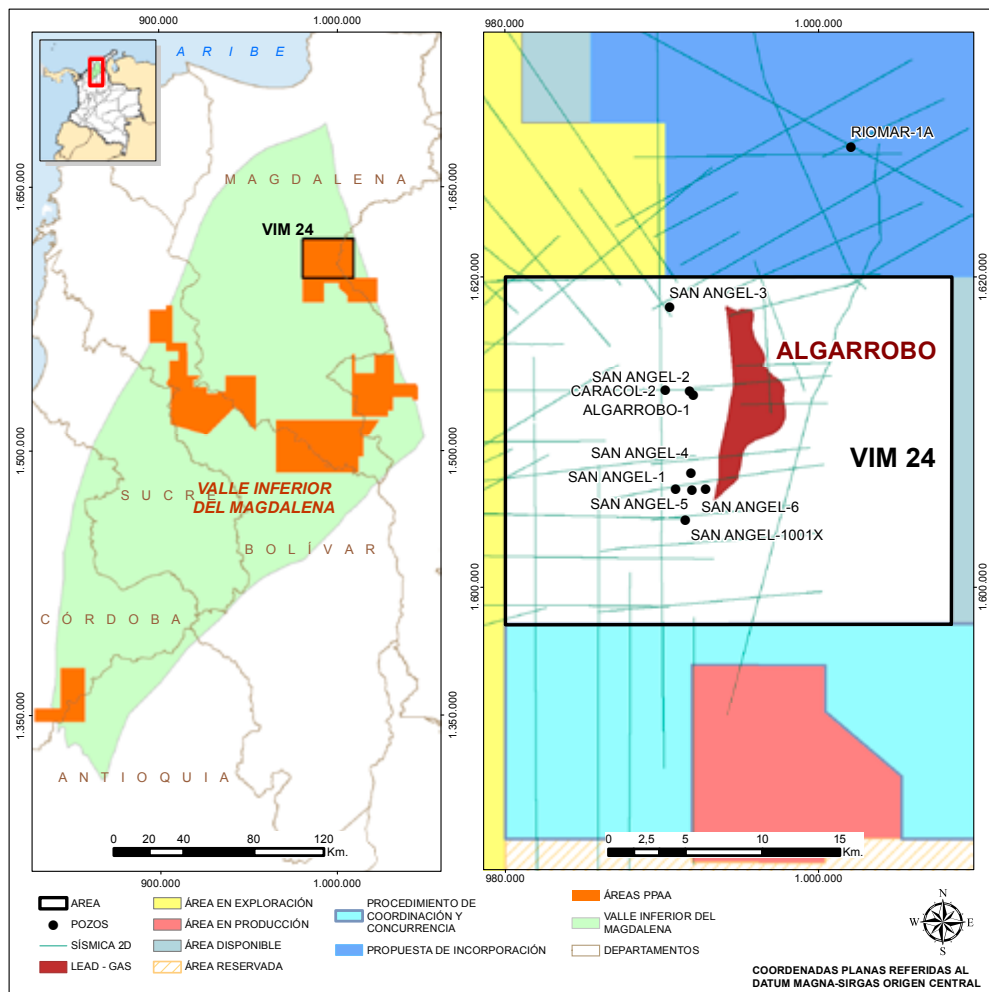 900.000
1.000.000
980.000
1.000.000
A R I B E
MAGDALENA
VIM 24
VALLE INFERIOR
DEL MAGDALENA
SUCRE
BOLÍVAR
CÓRDOBA
ANTIOQUIA
1.650.000
1.500.000
1.350.000
1.650.000
1.500.000
1.350.000
0 20 40 80 120
Km.
900.000
1.000.000
RIOMAR-1A
1.620.000
1.620.000
SAN ANGEL-3
ALGARROBO
SAN ANGEL-2
CARACOL-2
ALGARROBO-1
VIM 24
SAN ANGEL-4
SAN ANGEL-1
SAN ANGEL-5
SAN ANGEL-6
SAN ANGEL-1001X
1.600.000
1.600.000
0 2,5 5 10 15
Km.
980.000
1.000.000
AREA
POZOS
SÍSMICA 2D
LEAD - GAS
ÁREA EN EXPLORACIÓN
ÁREA EN PRODUCCIÓN
ÁREA DISPONIBLE
ÁREA RESERVADA
PROCEDIMIENTO DE
COORDINACIÓN Y
CONCURRENCIA
PROPUESTA DE INCORPORACIÓN
ÁREAS PPAA
VALLE INFERIOR DEL
MAGDALENA
DEPARTAMENTOS
N
W E
S
COORDENADAS PLANAS REFERIDAS AL
DATUM MAGNA-SIRGAS ORIGEN CENTRAL